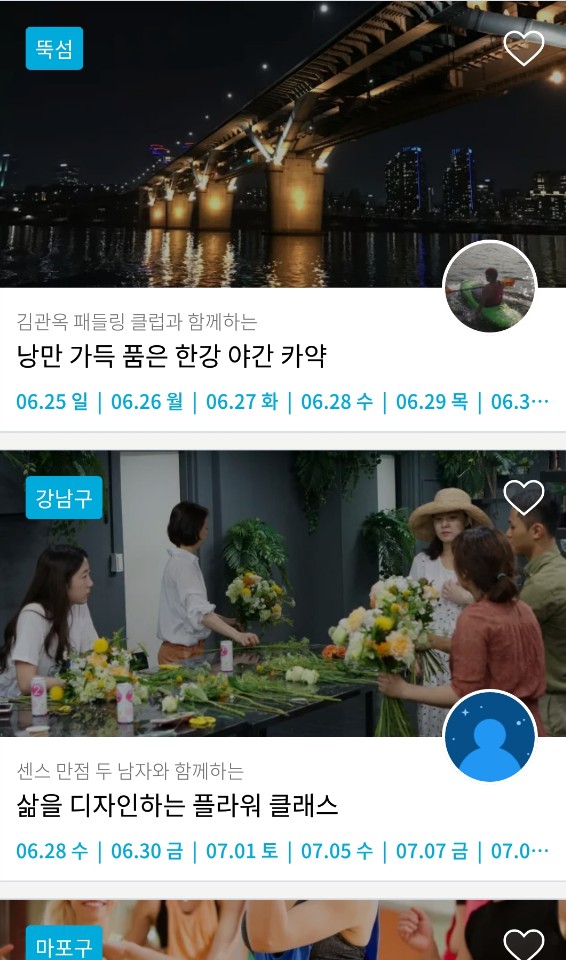 뚝섬
김관옥 패들링 클럽과 함께하는
낭만 가득 품은 한강 야간 카약
06.25 일 | 06.26 월 | 06.27 화 | 06.28 수 | 06.29 목 | 06.3…
강남구
센스 만점 두 남자와 함께하는
삶을 디자인하는 플라워 클래스
06.28 수 | 06.30 금 | 07.01 토 | 07.05 수 | 07.07 금 | 07.0…
마포구